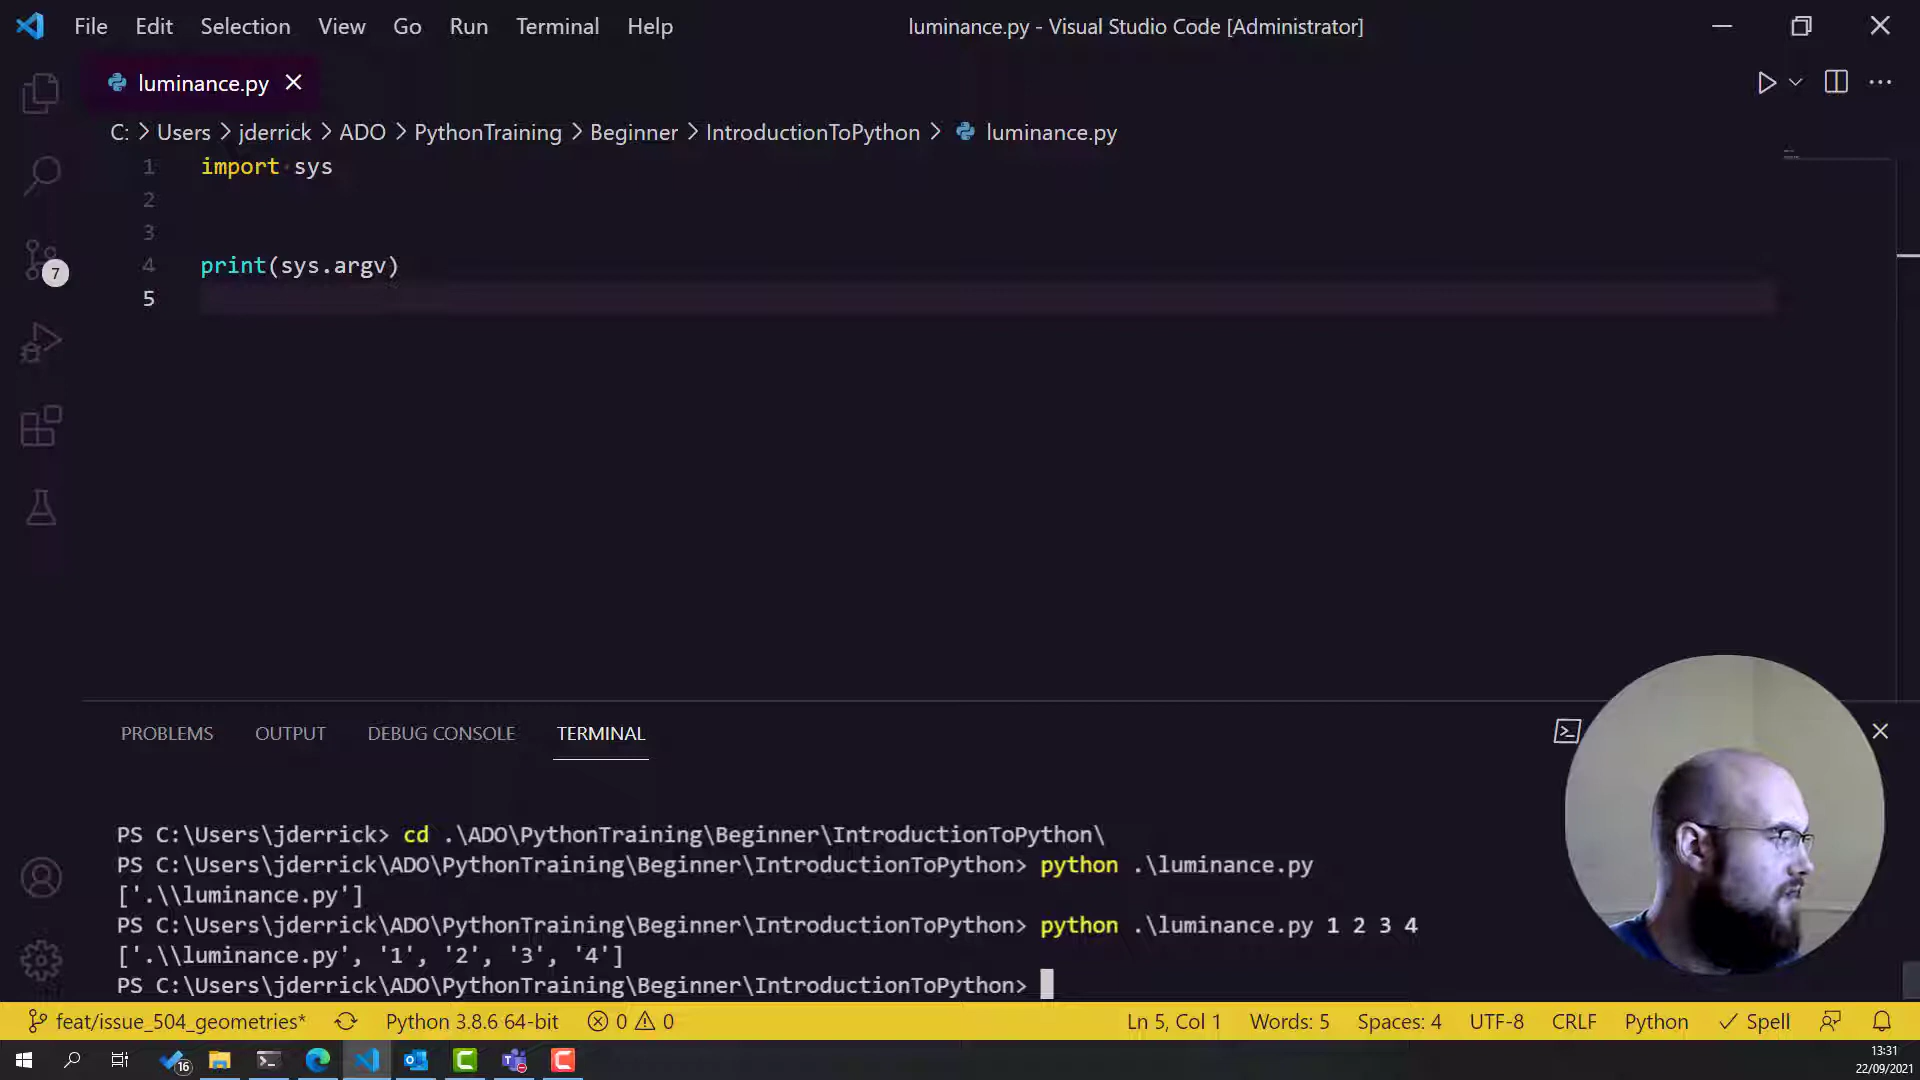 File Edit Selection View Go Run Terminal Help luminance.py - Visual Studio Code [Administrator]
luminance.py
C: > Users > jderrick > ADO > PythonTraining > Beginner > IntroductionToPython > luminance.py
1 import sys
2
3
4 print(sys.argv)
5
7
PROBLEMS OUTPUT DEBUG CONSOLE TERMINAL
PS C:\Users\jderrick> cd .\ADO\PythonTraining\Beginner\IntroductionToPython\
PS C:\Users\jderrick\ADO\PythonTraining\Beginner\IntroductionToPython> python .\luminance.py
['.\\luminance.py']
PS C:\Users\jderrick\ADO\PythonTraining\Beginner\IntroductionToPython> python .\luminance.py 1 2 3 4
['.\\luminance.py', '1', '2', '3', '4']
PS C:\Users\jderrick\ADO\PythonTraining\Beginner\IntroductionToPython>
feat/issue_504_geometries* Python 3.8.6 64-bit 0 0 Ln 5, Col 1 Words: 5 Spaces: 4 UTF-8 CRLF Python Spell
16
13:31
22/09/2021